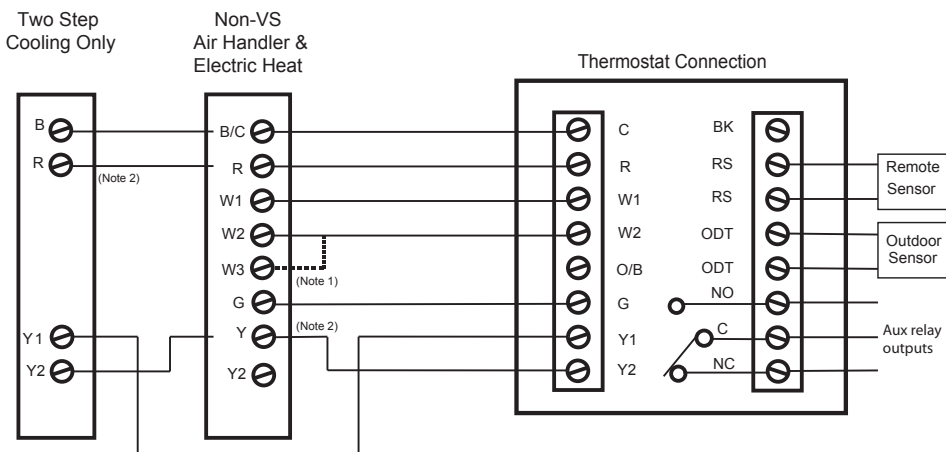 Two Step
Cooling Only
Non-VS
Air Handler &
Electric Heat
Thermostat Connection
B
R
(Note 2)
Y1
Y2
B/C
R
W1
W2
W3
(Note 1)
G
Y
(Note 2)
Y2
C
R
W1
W2
O/B
G
Y1
Y2
BK
RS
RS
ODT
ODT
NO
C
NC
Remote
Sensor
Outdoor
Sensor
Aux relay
outputs